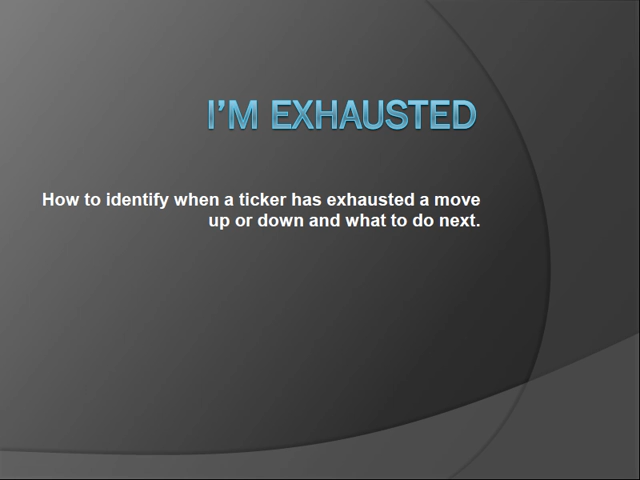 I'M EXHAUSTED
How to identify when a ticker has exhausted a move
up or down and what to do next.